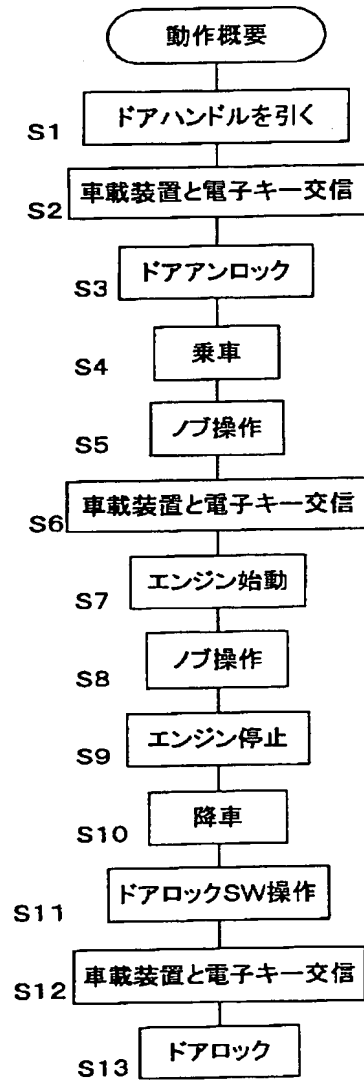 動作概要
S1 ドアハンドルを引く
S2 車載装置と電子キー交信
S3 ドアアンロック
S4 乗車
S5 ノブ操作
S6 車載装置と電子キー交信
S7 エンジン始動
S8 ノブ操作
S9 エンジン停止
S10 降車
S11 ドアロックSW操作
S12 車載装置と電子キー交信
S13 ドアロック